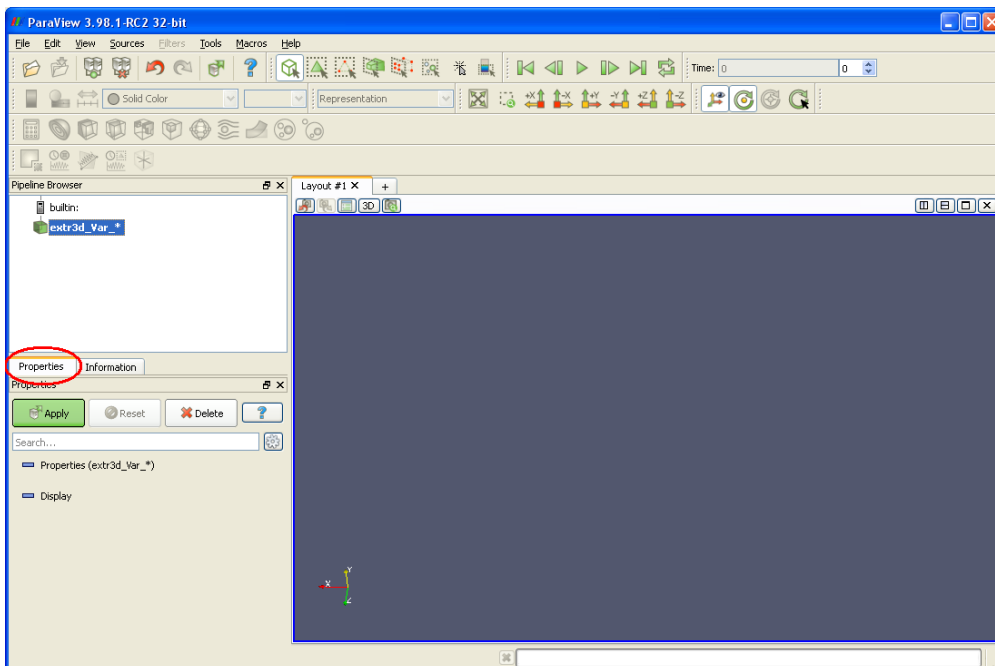 ParaView 3.98.1-RC2 32-bit
File Edit View Sources Filters Tools Macros Help
Time: 0 0
Solid Color Representation +X -X +Y -Y +Z -Z
Pipeline Browser
Layout #1 +
builtin:
3D
extr3d_Var_*
Properties Information
Properties
Apply Reset Delete ?
Search...
Properties (extr3d_Var_*)
Display
Y
X
Z